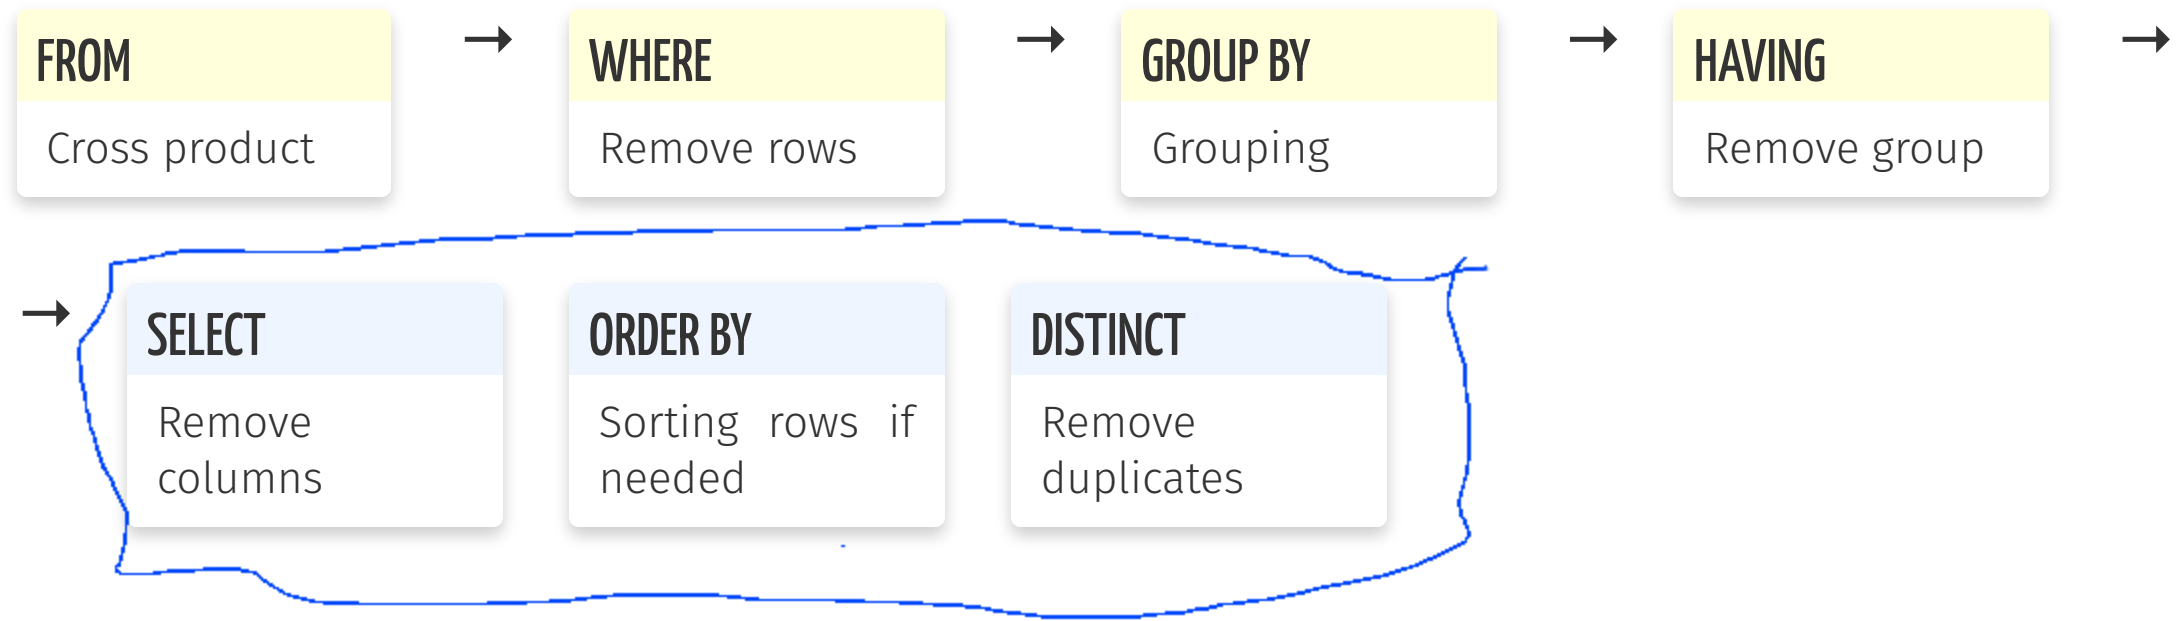 FROM
Cross product
WHERE
Remove rows
GROUP BY
Grouping
HAVING
Remove group
SELECT
Remove
columns
ORDER BY
Sorting rows if
needed
DISTINCT
Remove
duplicates